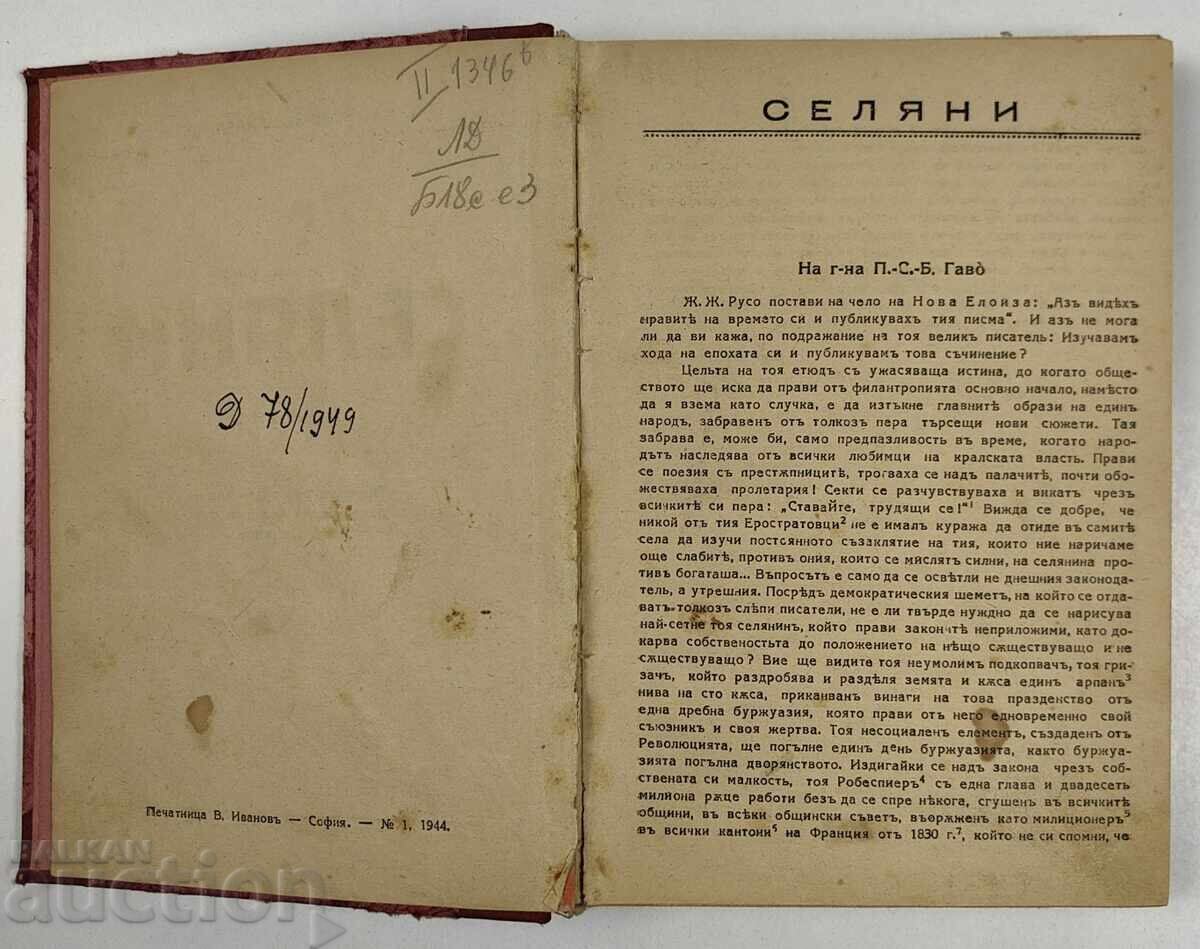 II 1346 в
ЛД
Б18с е3
Д 78/1949
Печатница В. Ивановъ — София. — № 1, 1944.
BALKAN
auction
СЕЛЯНИ
На г-на П.-С.-Б. Гаво
Ж. Ж. Русо постави на чело на Нова Елоиза: „Азъ видѣхъ
нравитѣ на времето си и публикувахъ тия писма“. И азъ не мога
ли да ви кажа, по подражание на тоя великъ писатель: Изучавамъ
хода на епохата си и публикувамъ това съчинение?
Цельта на тоя етюдъ съ ужасяваща истина, до когато обще-
ството ще иска да прави отъ филантропията основно начало, намѣсто
да я взема като случка, е да изтъкне главнитѣ образи на единъ
народъ, забравенъ отъ толкозъ пера търсещи нови сюжети. Тая
забрава е, може би, само предпазливость въ време, когато наро-
дътъ наследява отъ всички любимци на кралската власть. Прави
се поезия съ престѫпницитѣ, трогваха се надъ палачитѣ, почти обо-
жествяваха пролетария! Секти се разчувствуваха и викатъ чрезъ
всичкитѣ си пера: „Ставайте, трудящи се!“¹ Вижда се добре, че
никой отъ тия Еростратовци² не е ималъ куража да отиде въ самитѣ
села да изучи постоянното съзаклятие на тия, които ние наричаме
още слабитѣ, противъ ония, които се мислятъ силни, на селянина про-
тивъ богаташа... Въпросътъ е само да се освѣтли не днешния законода-
тель, а утрешния. Посрѣдъ демократическия шеметъ, на който се отда-
ватъ толкозъ слѣпи писатели, не е ли твърде нуждно да се нарисува
най-сетне тоя селянинъ, който прави законитѣ неприложими, като до-
карва собственостьта до положението на нѣщо сѫществуващо и не
сѫществуващо? Вие ще видите тоя неумолимъ подкопвачъ, тоя гри-
зачъ, който раздробява и раздѣля земята и кѫса единъ арпанъ³
нива на сто кѫса, приканванъ винаги на това празденство отъ
една дребна буржуазия, която прави отъ него едновременно свой
съюзникъ и своя жертва. Тоя несоциаленъ елементъ, създаденъ отъ
Революцията, ще погълне единъ день буржуазията, както буржуа-
зията погълна дворянството. Издигайки се надъ закона чрезъ соб-
ствената си малкость, тоя Робеспиеръ⁴ съ една глава и двадесеть
милиона рѫце работи безъ да се спре нѣкога, сгушенъ въ всичкитѣ
общини, въ всѣки общински съветъ, въорѫженъ като милиционеръ⁵
въ всички кантони⁵ на Франция отъ 1830 г.⁷, който не си спомни, че